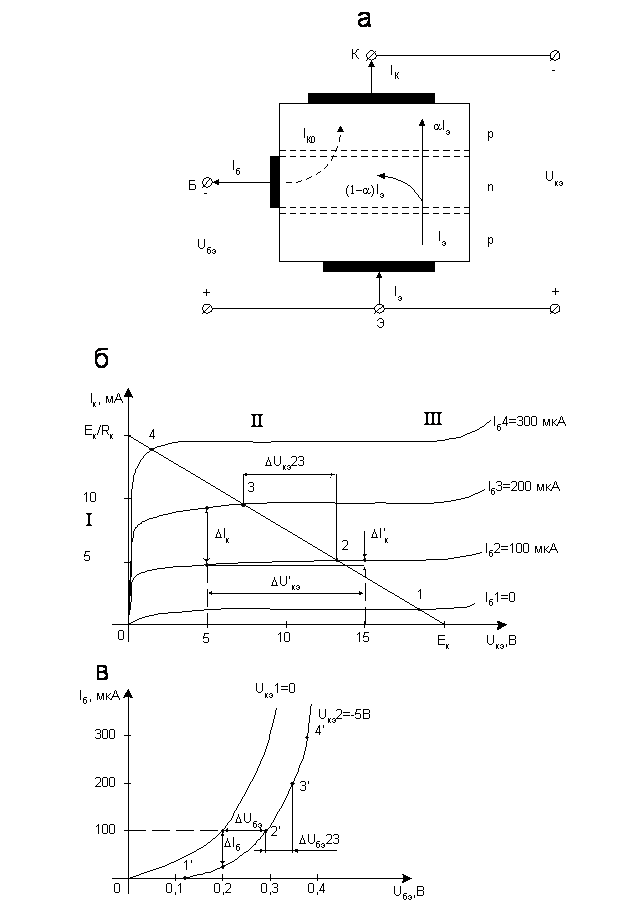 а
К
Iк
-
Iк0
αIэ
p
Iб
Б
-
(1-α)Iэ
n
Uкэ
Uбэ
Iэ
p
+
Iэ
+
Э
б
Iк, мА
II
III
Iб4=300 мкА
Eк/Rк
4
ΔUкэ23
3
Iб3=200 мкА
10
I
ΔIк
ΔI'к
2
Iб2=100 мкА
5
ΔU'кэ
1
Iб1=0
0
5
10
15
Eк
Uкэ,В
в
Iб, мкА
Uкэ1=0
Uкэ2=-5В
4'
300
200
3'
100
ΔUбэ
2'
ΔIб
ΔUбэ23
1'
0
0,1
0,2
0,3
0,4
Uбэ,В